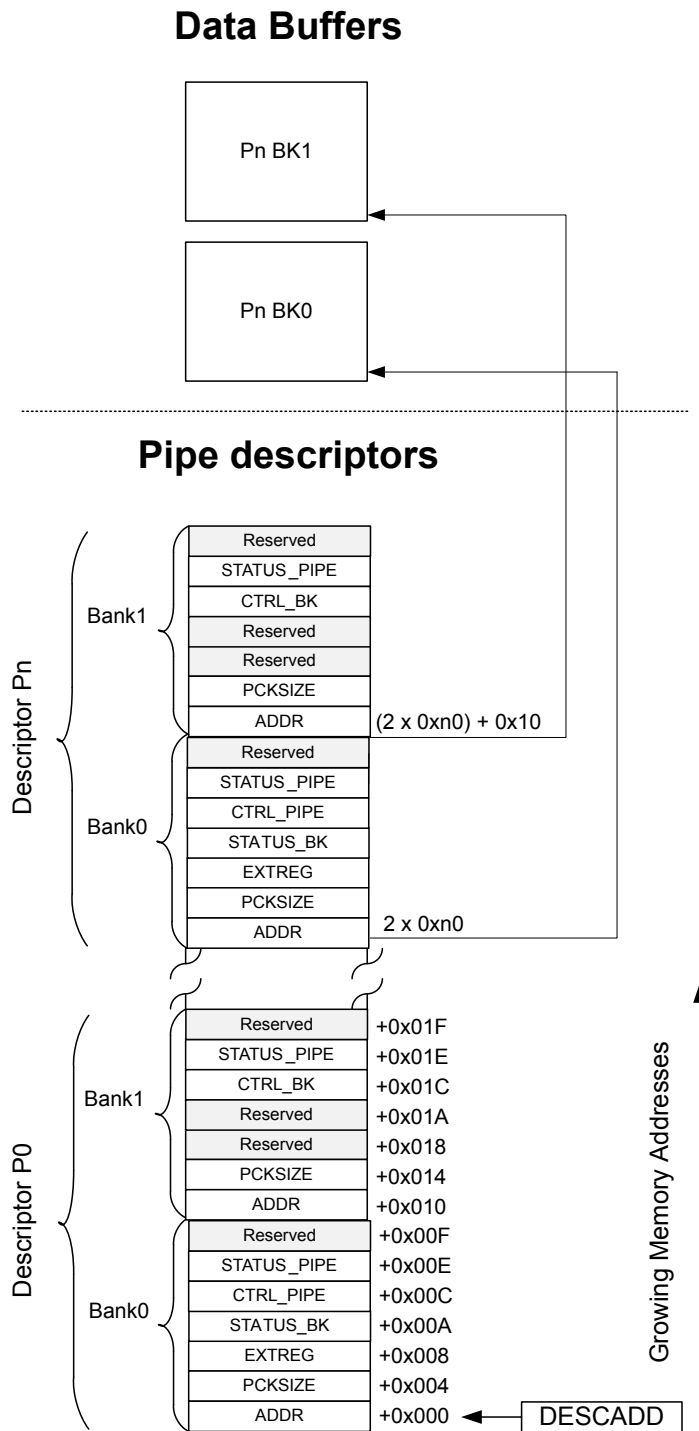 Data Buffers
Pn BK1
Pn BK0
Pipe descriptors
Descriptor Pn
Bank1
Reserved
STATUS_PIPE
CTRL_BK
Reserved
Reserved
PCKSIZE
ADDR (2 x 0xn0) + 0x10
Bank0
Reserved
STATUS_PIPE
CTRL_PIPE
STATUS_BK
EXTREG
PCKSIZE
ADDR 2 x 0xn0
Descriptor P0
Bank1
Reserved +0x01F
STATUS_PIPE +0x01E
CTRL_BK +0x01C
Reserved +0x01A
Reserved +0x018
PCKSIZE +0x014
ADDR +0x010
Bank0
Reserved +0x00F
STATUS_PIPE +0x00E
CTRL_PIPE +0x00C
STATUS_BK +0x00A
EXTREG +0x008
PCKSIZE +0x004
ADDR +0x000 DESCADD
Growing Memory Addresses